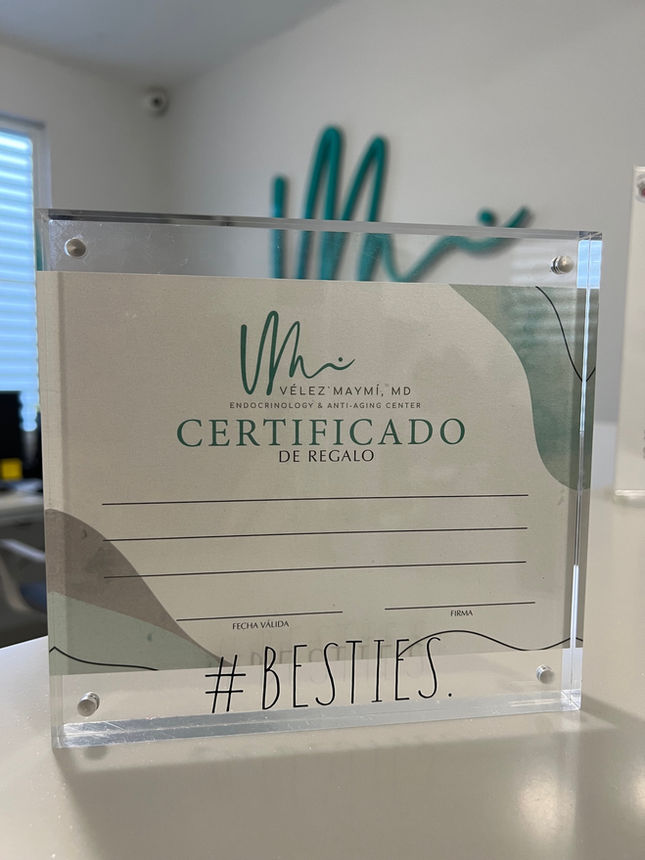 VÉLEZ MAYMÍ, MD
ENDOCRINOLOGY & ANTI-AGING CENTER
CERTIFICADO
DE REGALO
FECHA VÁLIDA
FIRMA
#BESTIES.